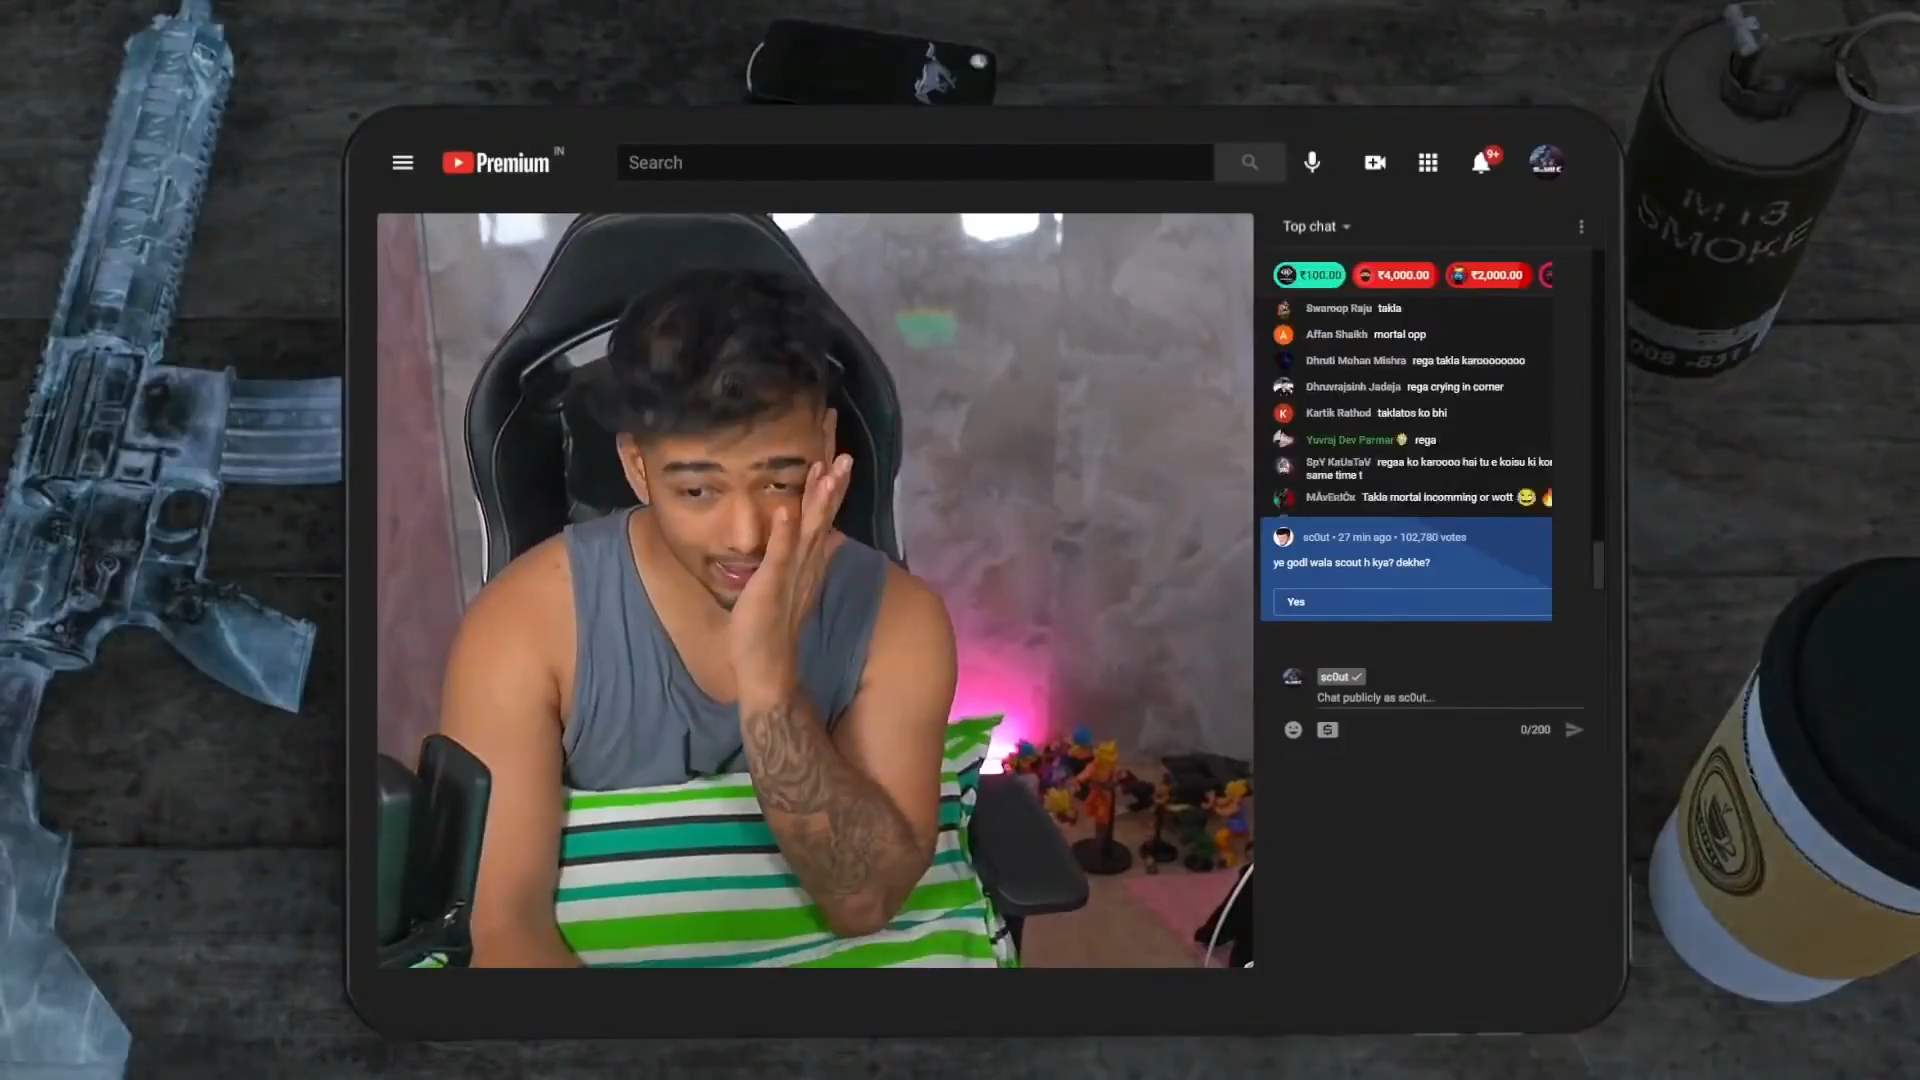 Premium IN
Search
9+
Top chat
₹100.00 ₹4,000.00 ₹2,000.00
Swaroop Raju takla
Affan Shaikh mortal opp
Dhruti Mohan Mishra rega takla karooooooooo
Dhruvrajsinh Jadeja rega crying in corner
K Kartik Rathod taklatos ko bhi
Yuvraj Dev Parmar rega
SpY KaUsTaV regaa ko karoooo hai tu e koisu ki kor
same time t
MÄvErIČk Takla mortal incomming or wott
sc0ut • 27 min ago • 102,780 votes
ye godl wala scout h kya? dekhe?
Yes
sc0ut
Chat publicly as sc0ut...
0/200
M18
SMOKE